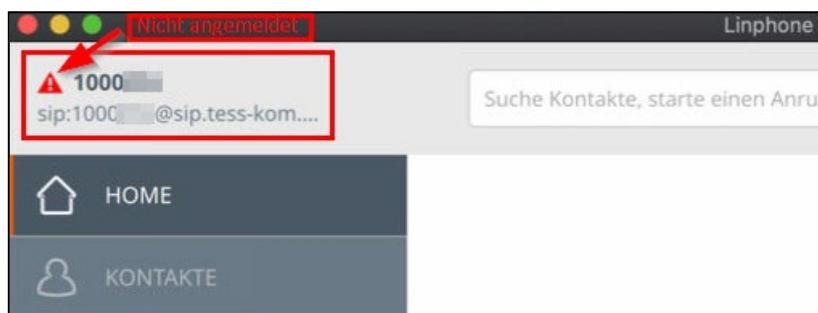 Nicht angemeldet
Linphone
1000
sip:1000 @sip.tess-kom....
Suche Kontakte, starte einen Anru
HOME
KONTAKTE